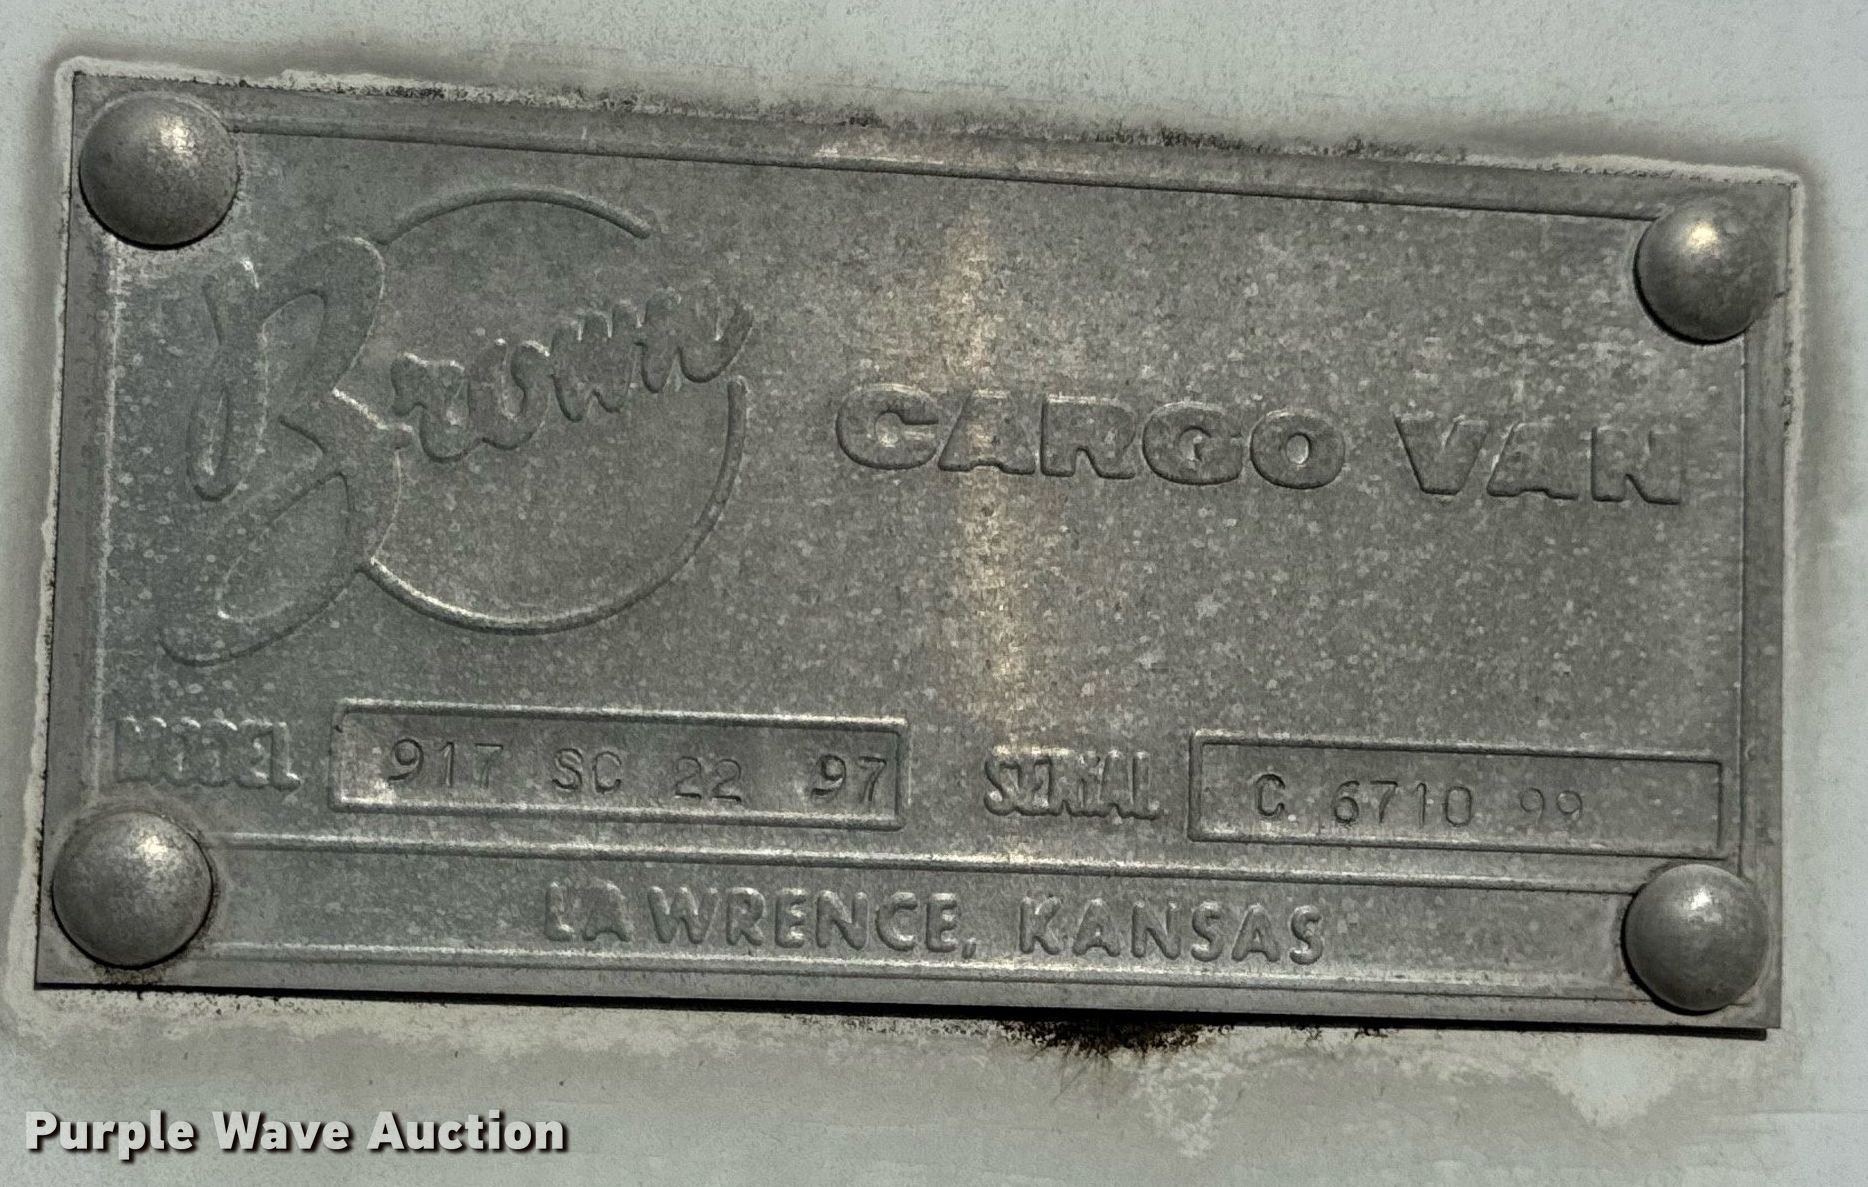 Brown
CARGO VAN
MODEL 917 SC 22 97 SERIAL C 6710 99
LAWRENCE, KANSAS
Purple Wave Auction